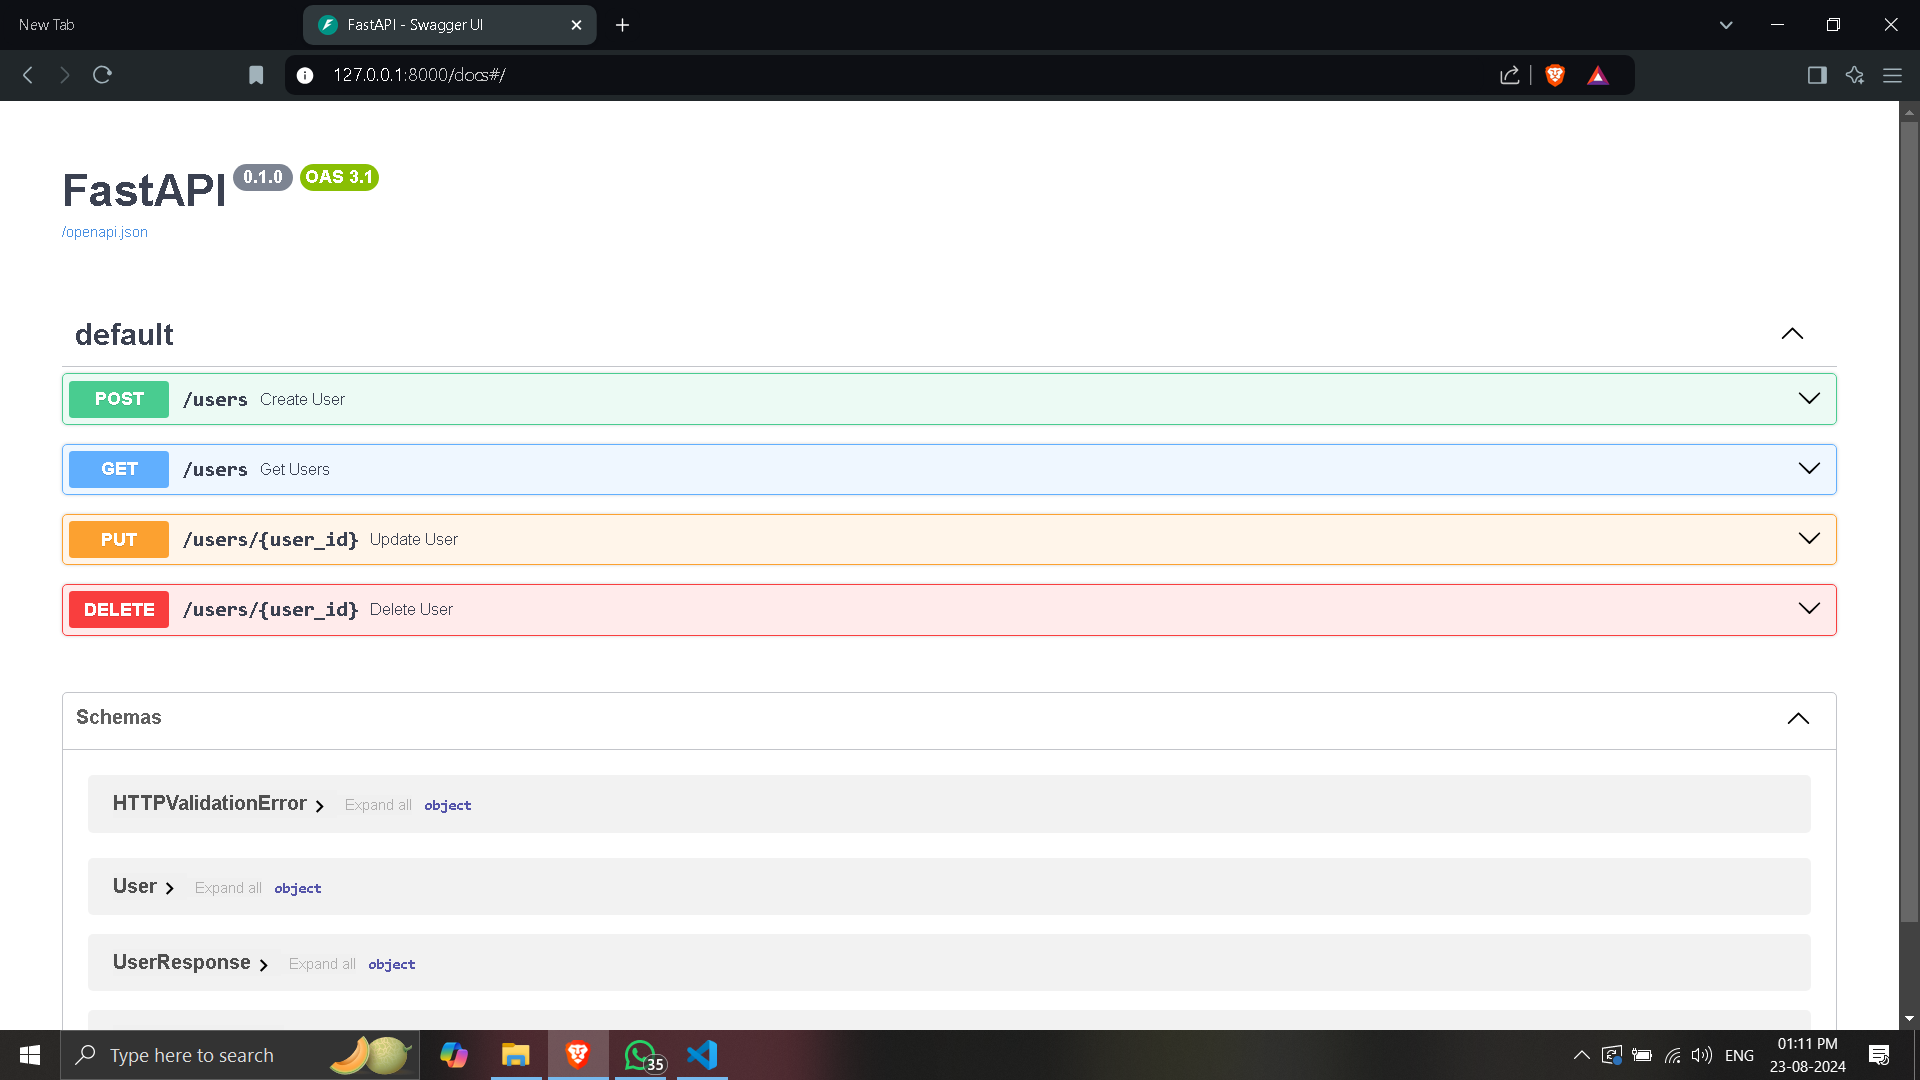 New Tab
FastAPI - Swagger UI
127.0.0.1:8000/docs#/
FastAPI 0.1.0 OAS 3.1
/openapi.json
default
POST /users Create User
GET /users Get Users
PUT /users/{user_id} Update User
DELETE /users/{user_id} Delete User
Schemas
HTTPValidationError Expand all object
User Expand all object
UserResponse Expand all object
Type here to search
35
ENG
01:11 PM
23-08-2024